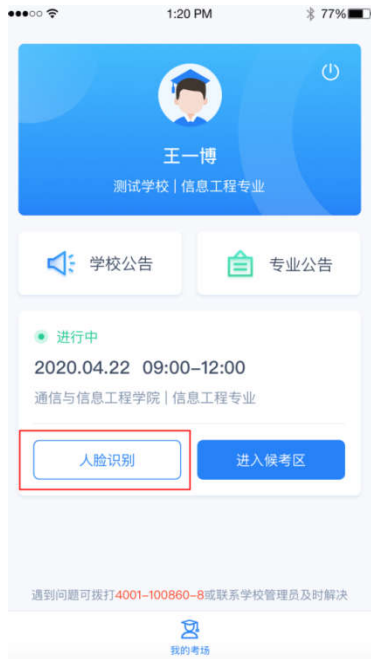 1:20 PM
77%
王一博
测试学校 | 信息工程专业
学校公告
专业公告
进行中
2020.04.22 09:00–12:00
通信与信息工程学院 | 信息工程专业
人脸识别
进入候考区
遇到问题可拨打4001–100860–8或联系学校管理员及时解决
我的考场